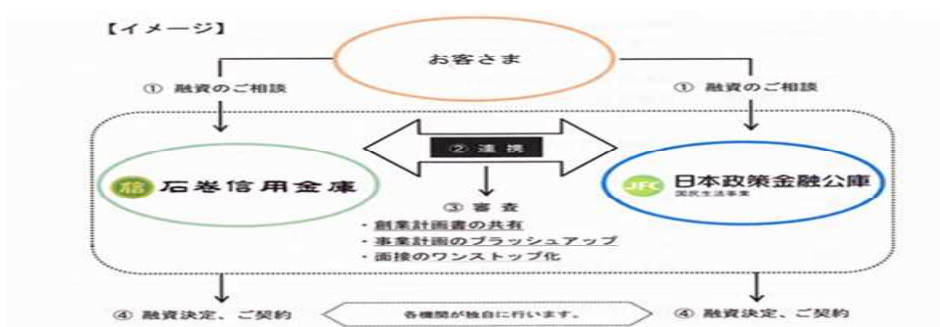 【イメージ】
お客さま
① 融資のご相談
① 融資のご相談
② 連携
信 石巻信用金庫
JFC 日本政策金融公庫
国民生活事業
③ 審査
・創業計画書の共有
・事業計画のブラッシュアップ
・面接のワンストップ化
④ 融資決定、ご契約
各機関が独自に行います。
④ 融資決定、ご契約